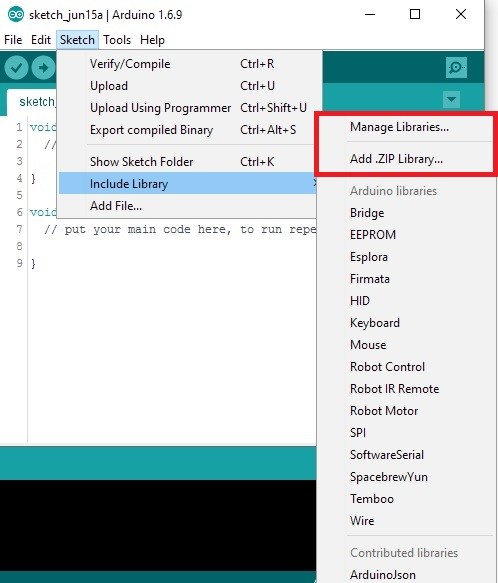 sketch_jun15a | Arduino 1.6.9
File Edit Sketch Tools Help
Verify/Compile Ctrl+R
Upload Ctrl+U
Upload Using Programmer Ctrl+Shift+U
Export compiled Binary Ctrl+Alt+S
Show Sketch Folder Ctrl+K
Include Library
Add File...
sketch_
1 void
2 //
3
4 }
5
6 void
7 // put your main code here, to run repe
8
9 }
Manage Libraries...
Add .ZIP Library...
Arduino libraries
Bridge
EEPROM
Esplora
Firmata
HID
Keyboard
Mouse
Robot Control
Robot IR Remote
Robot Motor
SPI
SoftwareSerial
SpacebrewYun
Temboo
Wire
Contributed libraries
ArduinoJson